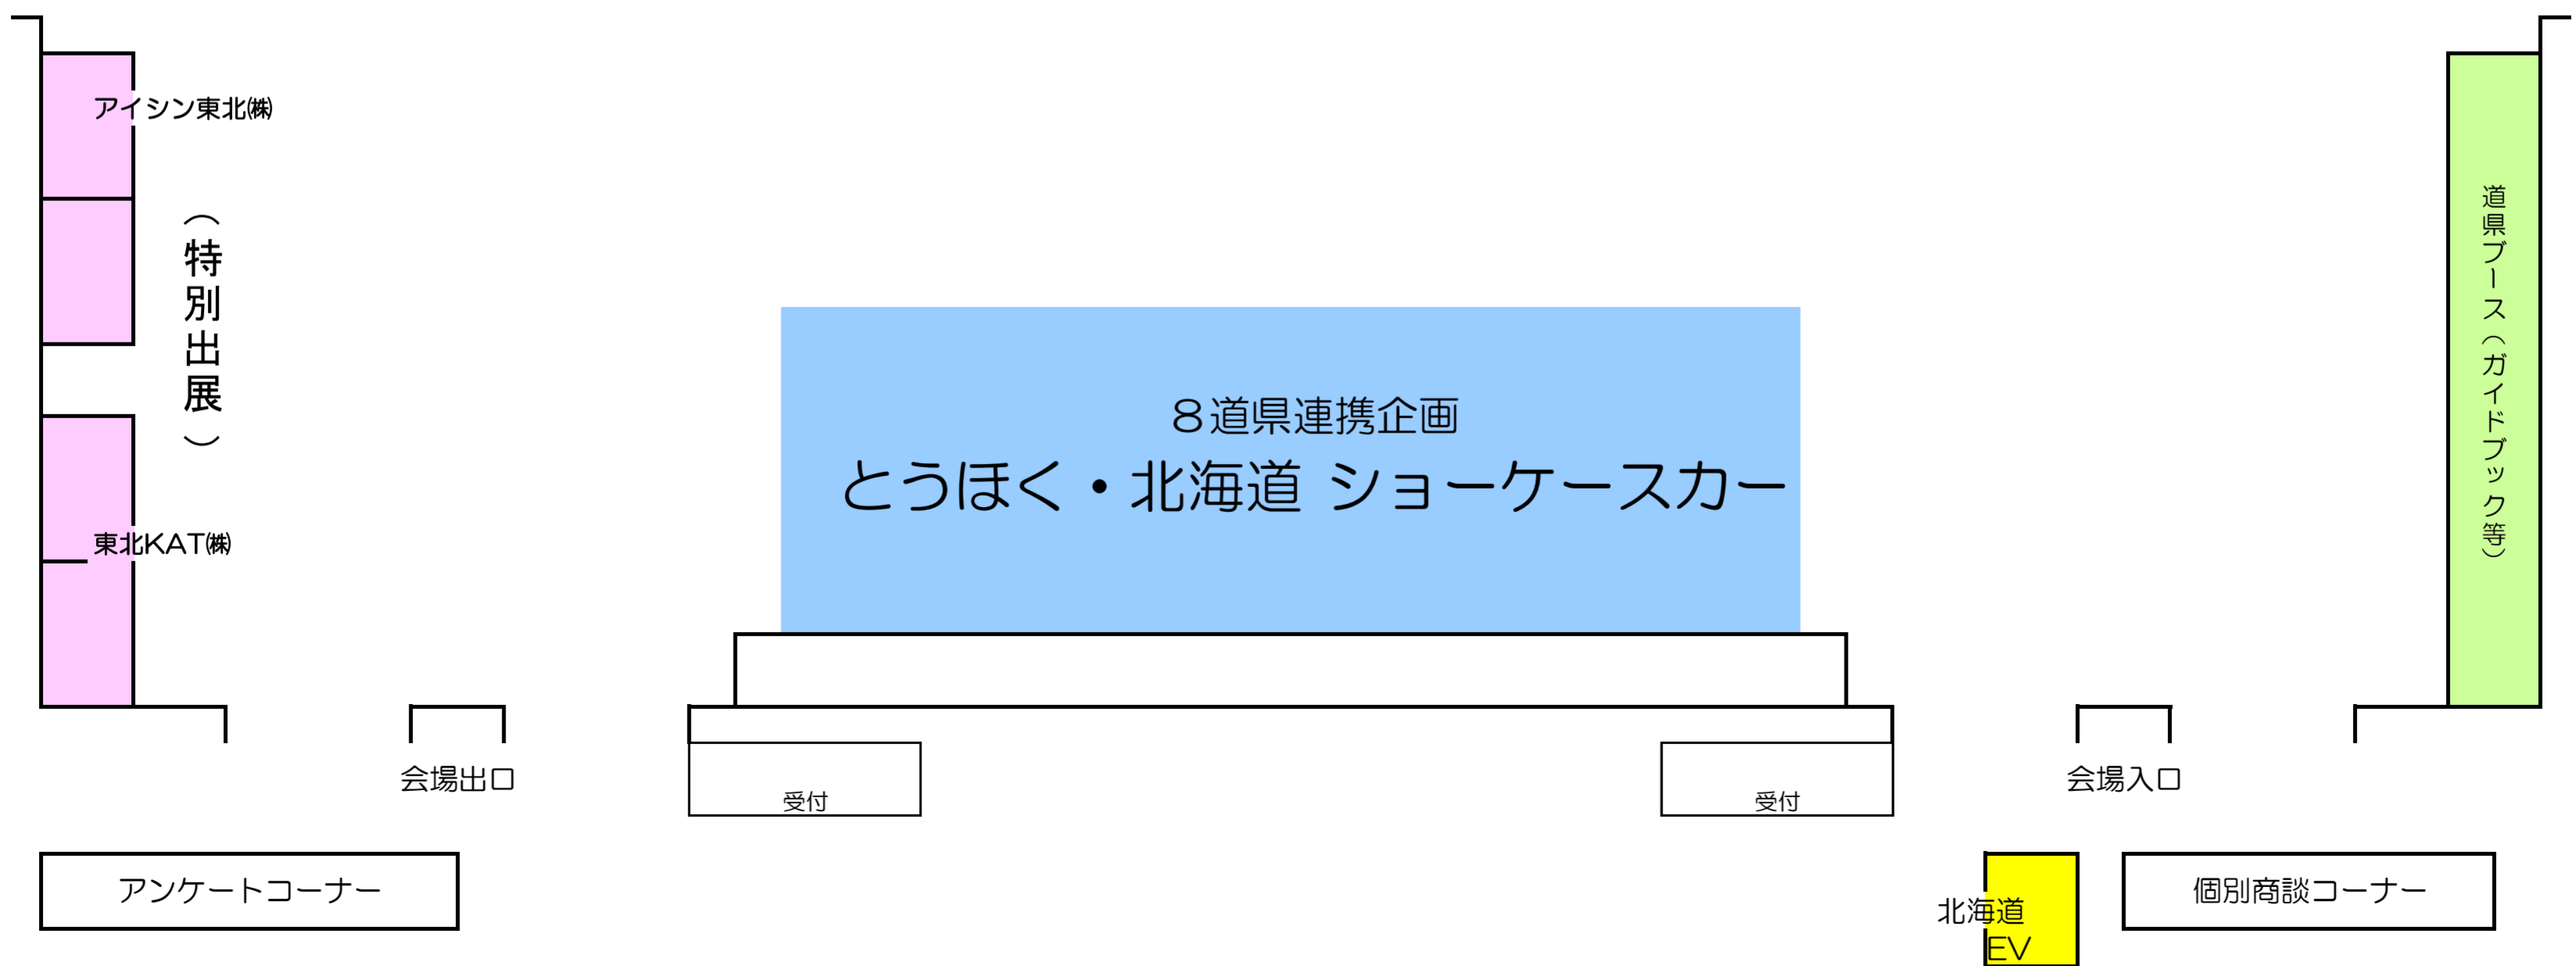 アイシン東北㈱
（特別出展）
東北KAT㈱
８道県連携企画
とうほく・北海道 ショーケースカー
道県ブース（ガイドブック等）
会場出口
受付
受付
会場入口
アンケートコーナー
北海道
EV
個別商談コーナー